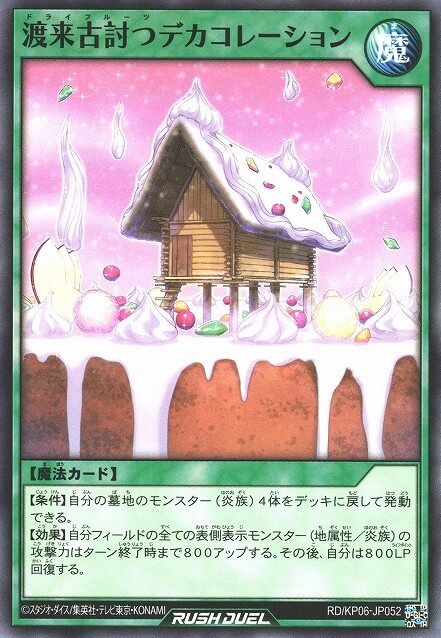 ドライフルーツ
渡来古討つデカコレーション
魔
【魔法カード】
【条件】自分の墓地のモンスター(炎族)4体をデッキに戻して発動
できる。
【効果】自分フィールドの全ての表側表示モンスター(地属性/炎族)の
攻撃力はターン終了時まで800アップする。その後、自分は800LP
回復する。
©スタジオ・ダイス/集英社・テレビ東京・KONAMI
RUSH DUEL
RD/KP06-JP052